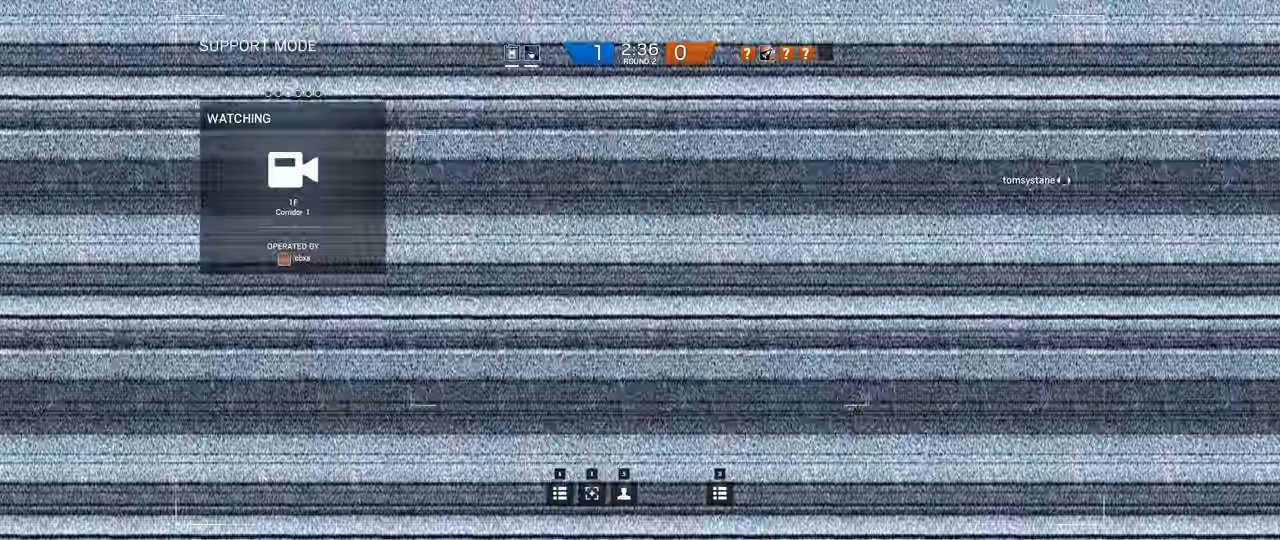 SUPPORT MODE
1 2:36 0
ROUND 2
? ? ?
WATCHING
1F
Corridor 1
OPERATED BY
tomsystane